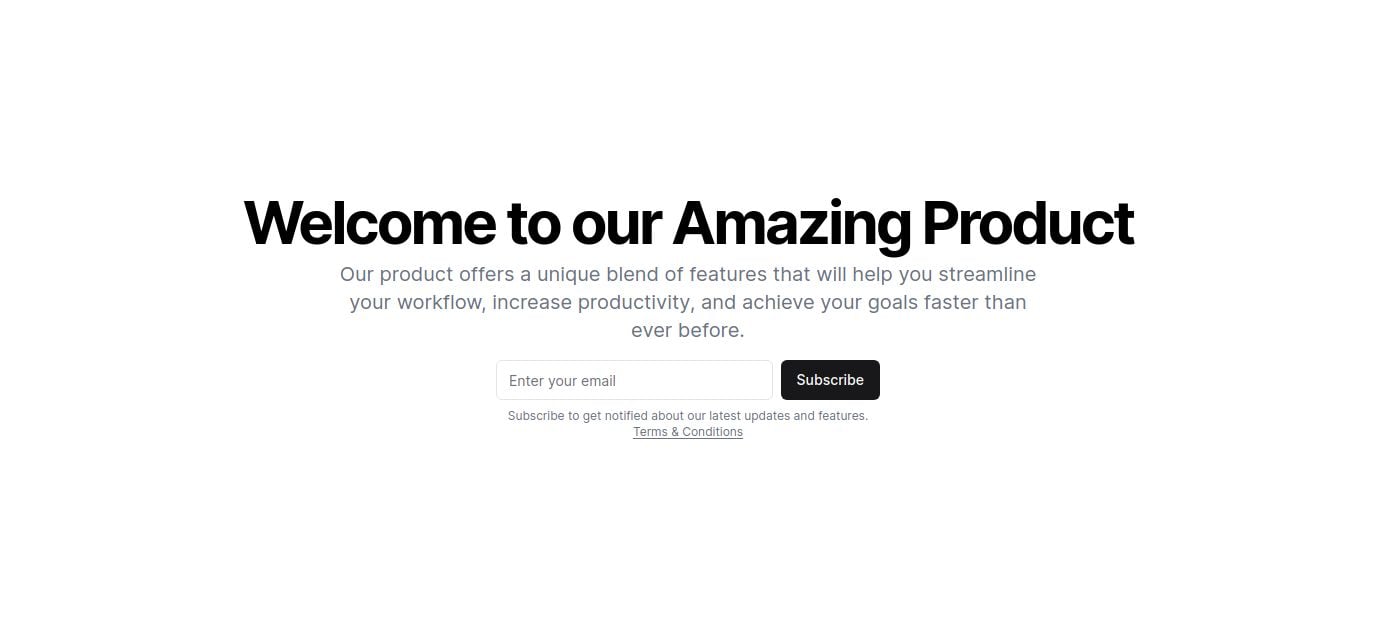 Welcome to our Amazing Product
Our product offers a unique blend of features that will help you streamline
your workflow, increase productivity, and achieve your goals faster than
ever before.
Enter your email
Subscribe
Subscribe to get notified about our latest updates and features.
Terms & Conditions